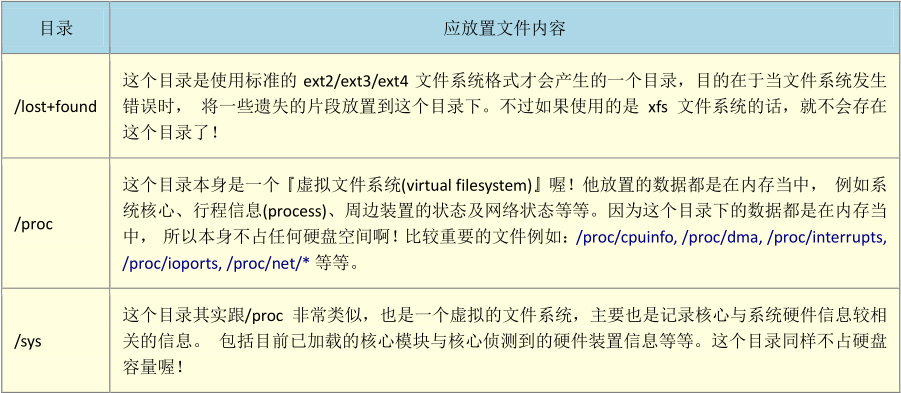 目录 应放置文件内容
/lost+found
这个目录是使用标准的 ext2/ext3/ext4 文件系统格式才会产生的一个目录，目的在于当文件系统发生
错误时， 将一些遗失的片段放置到这个目录下。不过如果使用的是 xfs 文件系统的话，就不会存在
这个目录了！
/proc
这个目录本身是一个『虚拟文件系统(virtual filesystem)』喔！他放置的数据都是在内存当中， 例如系
统核心、行程信息(process)、周边装置的状态及网络状态等等。因为这个目录下的数据都是在内存当
中， 所以本身不占任何硬盘空间啊！比较重要的文件例如：/proc/cpuinfo, /proc/dma, /proc/interrupts,
/proc/ioports, /proc/net/* 等等。
/sys
这个目录其实跟/proc 非常类似，也是一个虚拟的文件系统，主要也是记录核心与系统硬件信息较相
关的信息。 包括目前已加载的核心模块与核心侦测到的硬件装置信息等等。这个目录同样不占硬盘
容量喔！